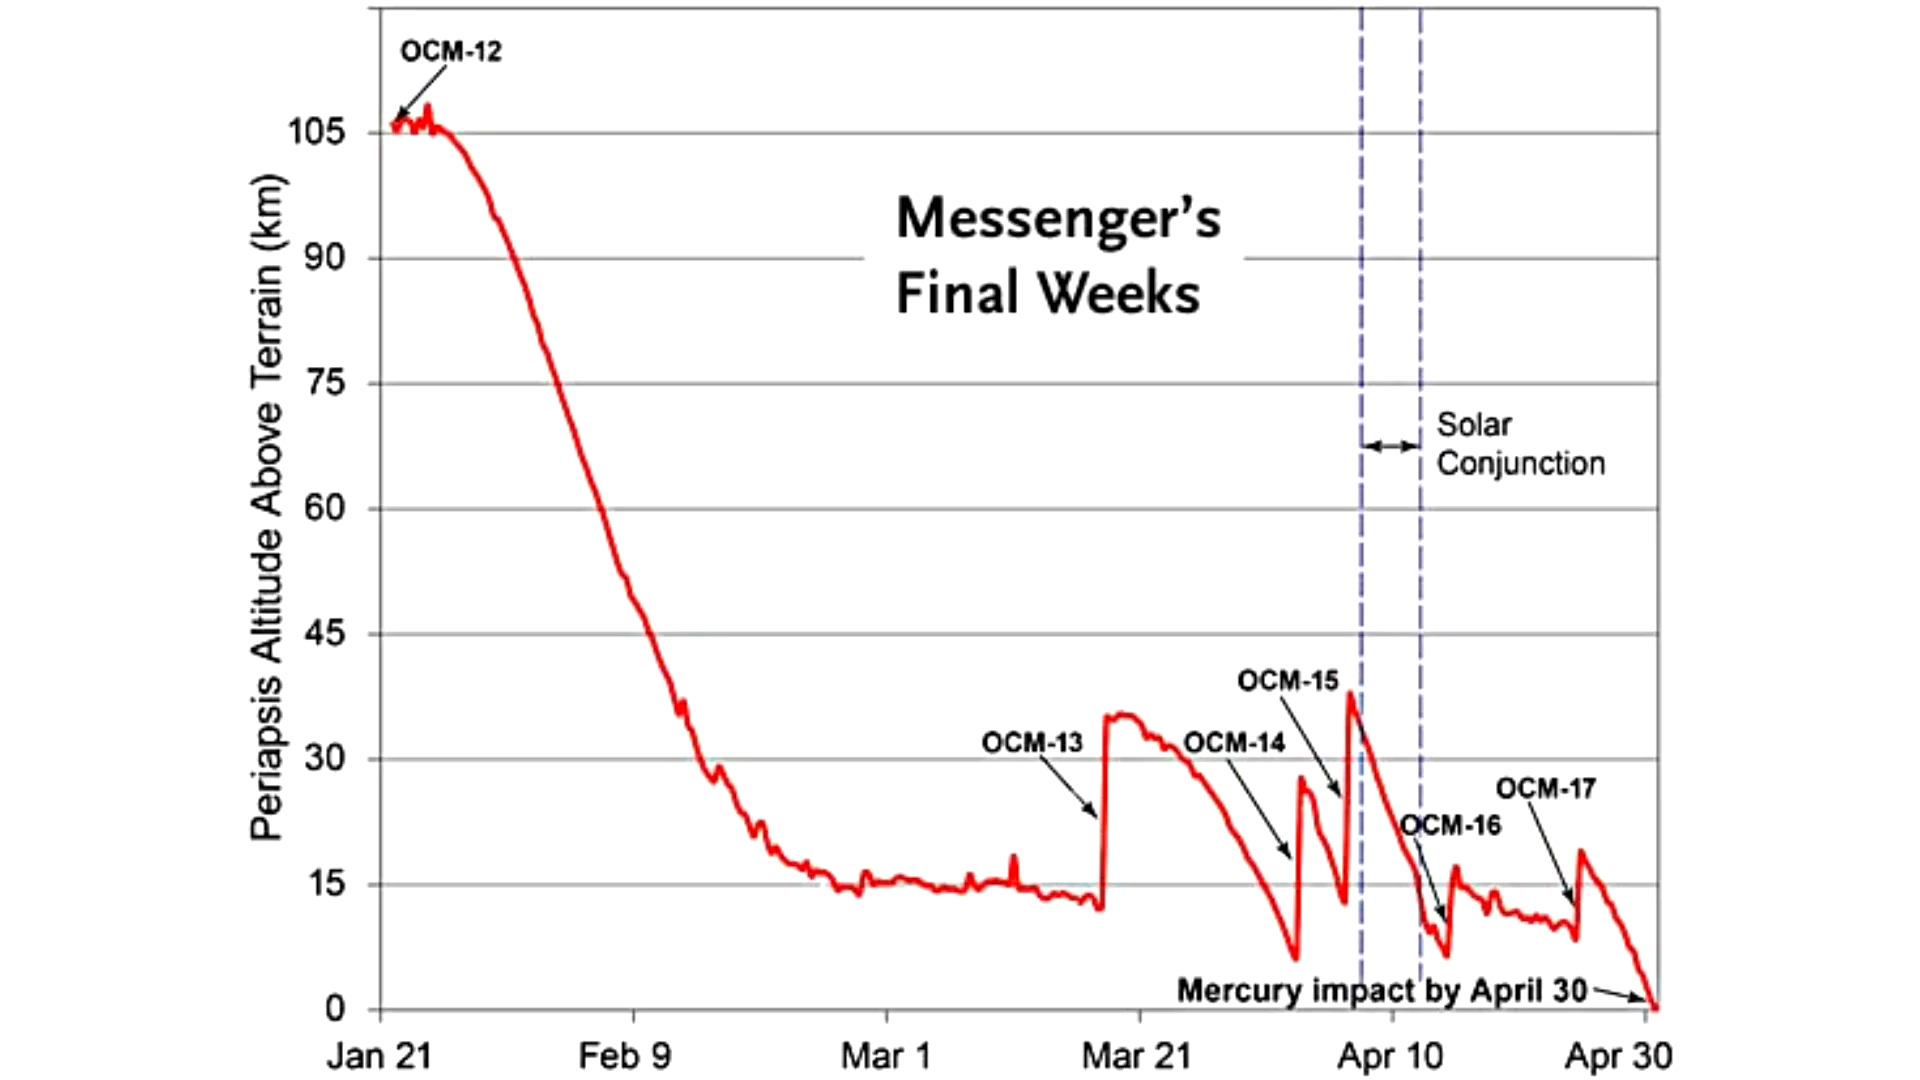 OCM-12
105
90
75
60
45
30
15
0
Periapsis Altitude Above Terrain (km)
Messenger's
Final Weeks
Solar
Conjunction
OCM-15
OCM-13
OCM-14
OCM-17
OCM-16
Mercury impact by April 30
Jan 21
Feb 9
Mar 1
Mar 21
Apr 10
Apr 30